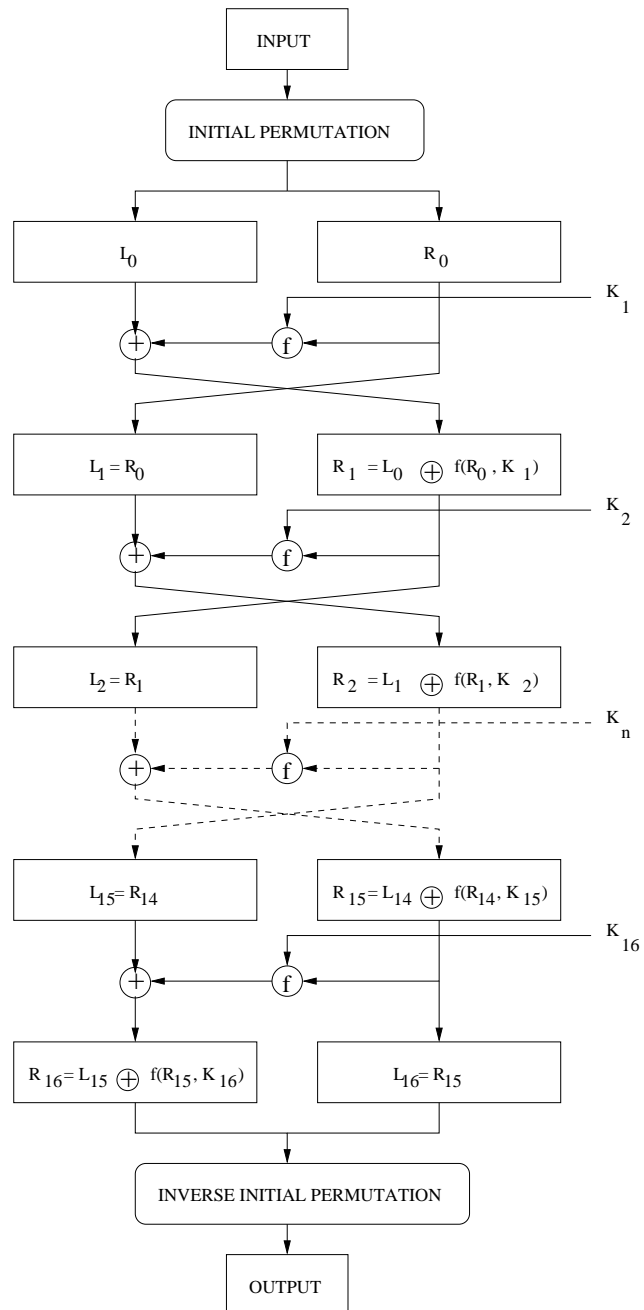 INPUT
INITIAL PERMUTATION
L₀
R₀
K₁
+
f
L₁ = R₀
R₁ = L₀ ⊕ f(R₀ , K₁)
K₂
+
f
L₂ = R₁
R₂ = L₁ ⊕ f(R₁, K₂)
Kₙ
+
f
L₁₅ = R₁₄
R₁₅ = L₁₄ ⊕ f(R₁₄, K₁₅)
K₁₆
+
f
R₁₆ = L₁₅ ⊕ f(R₁₅, K₁₆)
L₁₆ = R₁₅
INVERSE INITIAL PERMUTATION
OUTPUT